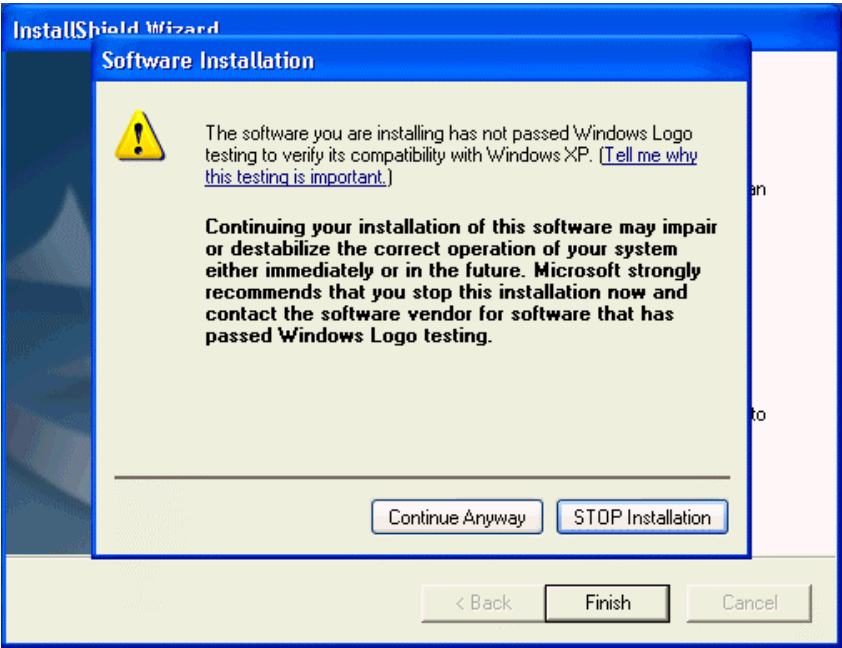 InstallShield Wizard
Software Installation
The software you are installing has not passed Windows Logo
testing to verify its compatibility with Windows XP. (Tell me why
this testing is important.)
an
Continuing your installation of this software may impair
or destabilize the correct operation of your system
either immediately or in the future. Microsoft strongly
recommends that you stop this installation now and
contact the software vendor for software that has
passed Windows Logo testing.
to
Continue Anyway STOP Installation
< Back Finish Cancel